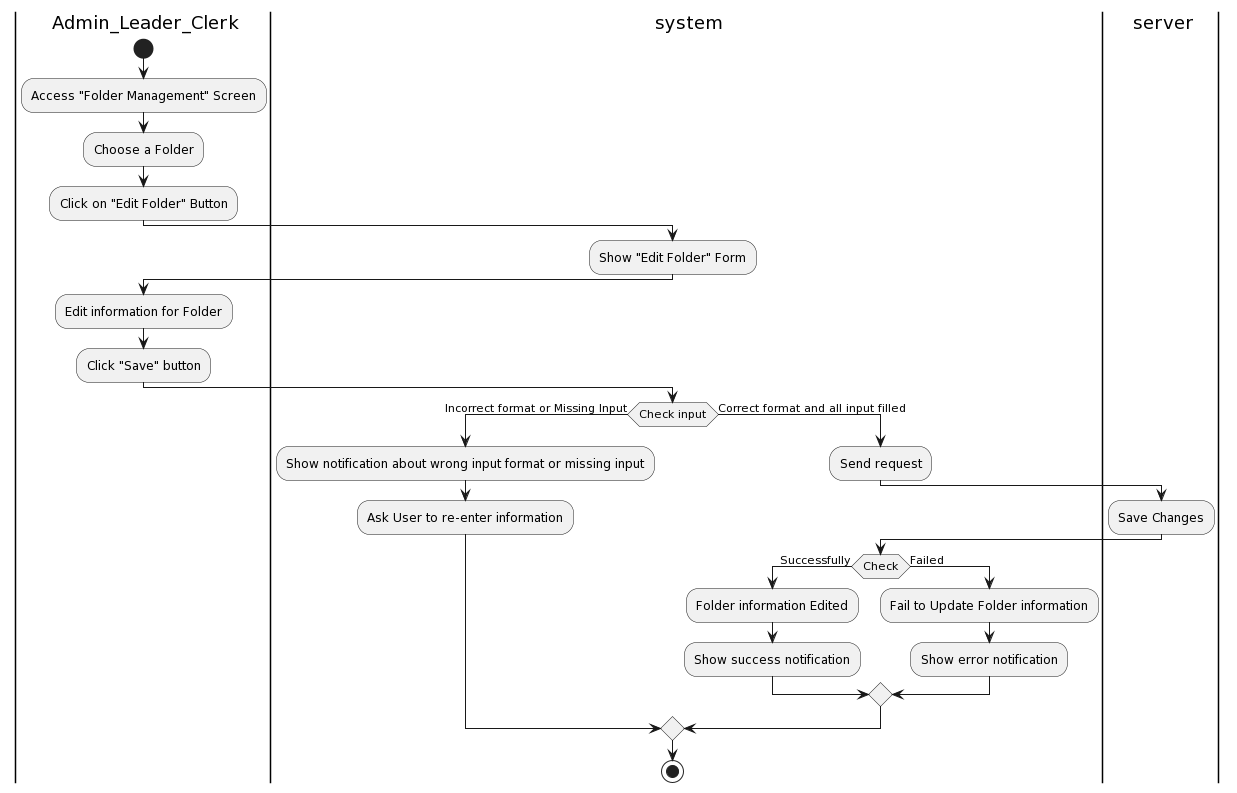 Admin_Leader_Clerk
system
server
Access "Folder Management" Screen
Choose a Folder
Click on "Edit Folder" Button
Show "Edit Folder" Form
Edit information for Folder
Click "Save" button
Incorrect format or Missing Input
Check input
Correct format and all input filled
Show notification about wrong input format or missing input
Send request
Ask User to re-enter information
Save Changes
Successfully
Check
Failed
Folder information Edited
Fail to Update Folder information
Show success notification
Show error notification